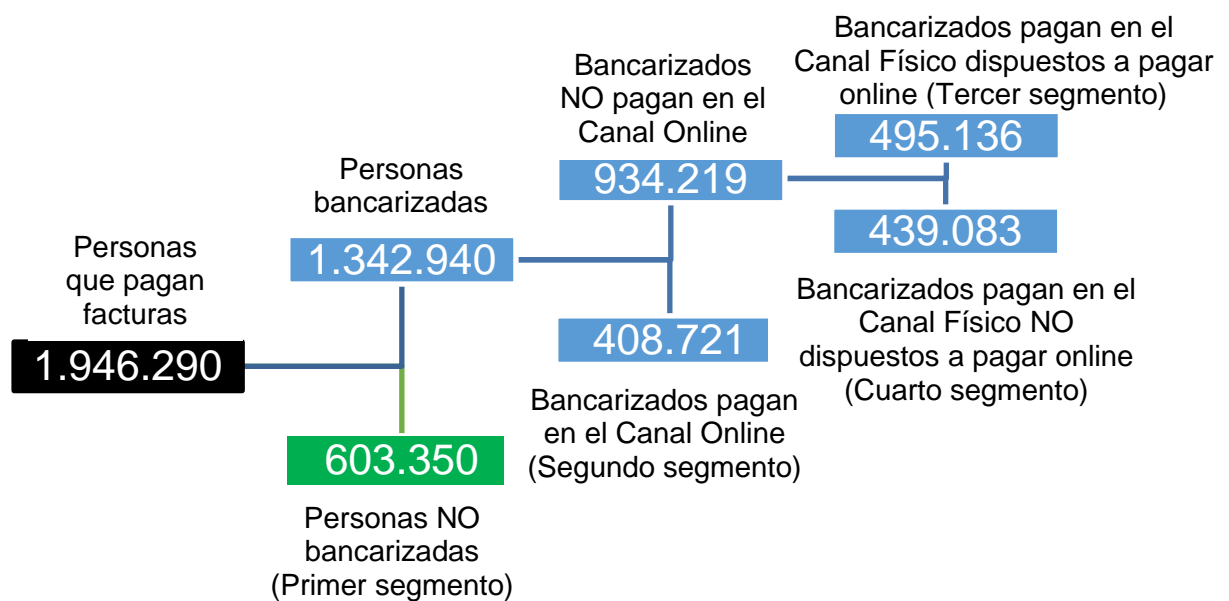 Personas
que pagan
facturas
1.946.290
Personas
bancarizadas
1.342.940
603.350
Personas NO
bancarizadas
(Primer segmento)
Bancarizados
NO pagan en el
Canal Online
934.219
408.721
Bancarizados pagan
en el Canal Online
(Segundo segmento)
Bancarizados pagan en el
Canal Físico dispuestos a pagar
online (Tercer segmento)
495.136
439.083
Bancarizados pagan en el
Canal Físico NO
dispuestos a pagar online
(Cuarto segmento)